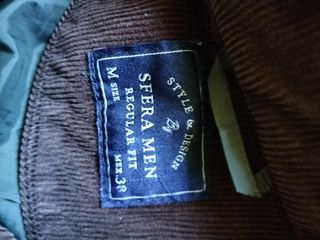 STYLE & DESIGN
By
SFERA MEN
REGULAR FIT
M SIZE
MEX.38